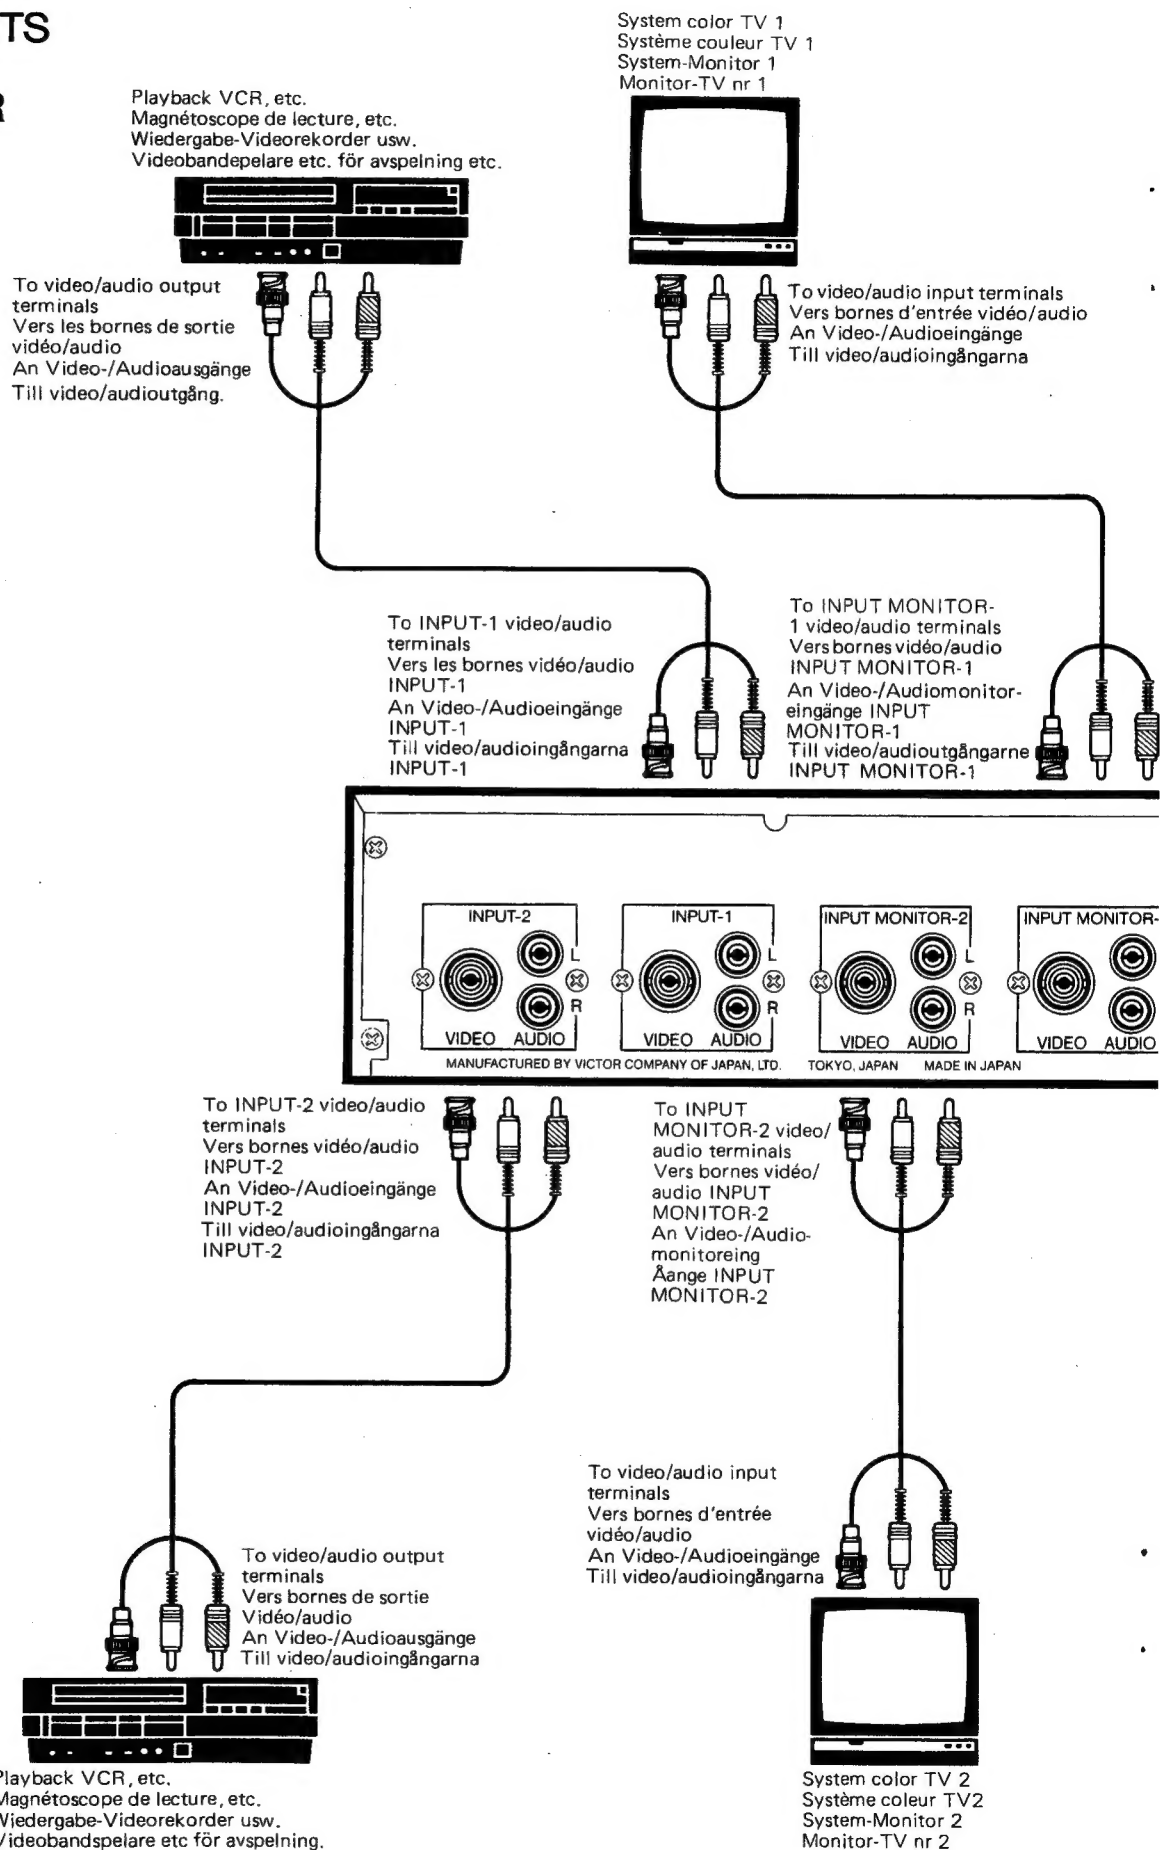 TS
R
System color TV 1
Système couleur TV 1
System-Monitor 1
Monitor-TV nr 1
Playback VCR, etc.
Magnétoscope de lecture, etc.
Wiedergabe-Videorekorder usw.
Videobandepelare etc. för avspelning etc.
To video/audio output
terminals
Vers les bornes de sortie
vidéo/audio
An Video-/Audioausgänge
Till video/audioutgång.
To video/audio input terminals
Vers bornes d'entrée vidéo/audio
An Video-/Audioeingänge
Till video/audioingångarna
To INPUT-1 video/audio
terminals
Vers les bornes vidéo/audio
INPUT-1
An Video-/Audioeingänge
INPUT-1
Till video/audioingångarna
INPUT-1
To INPUT MONITOR-
1 video/audio terminals
Vers bornes vidéo/audio
INPUT MONITOR-1
An Video-/Audiomonitor-
eingänge INPUT
MONITOR-1
Till video/audioutgångarne
INPUT MONITOR-1
INPUT-2
L
R
VIDEO AUDIO
INPUT-1
L
R
VIDEO AUDIO
INPUT MONITOR-2
L
R
VIDEO AUDIO
INPUT MONITOR-
VIDEO AUDIO
MANUFACTURED BY VICTOR COMPANY OF JAPAN, LTD. TOKYO, JAPAN MADE IN JAPAN
To INPUT-2 video/audio
terminals
Vers bornes vidéo/audio
INPUT-2
An Video-/Audioeingänge
INPUT-2
Till video/audioingångarna
INPUT-2
To INPUT
MONITOR-2 video/
audio terminals
Vers bornes vidéo/
audio INPUT
MONITOR-2
An Video-/Audio-
monitoreing
Äange INPUT
MONITOR-2
To video/audio input
terminals
Vers bornes d'entrée
vidéo/audio
An Video-/Audioeingänge
Till video/audioingångarna
To video/audio output
terminals
Vers bornes de sortie
Vidéo/audio
An Video-/Audioausgänge
Till video/audioingångarna
Playback VCR, etc.
Magnétoscope de lecture, etc.
Wiedergabe-Videorekorder usw.
Videobandspelare etc för avspelning.
System color TV 2
Système coleur TV2
System-Monitor 2
Monitor-TV nr 2